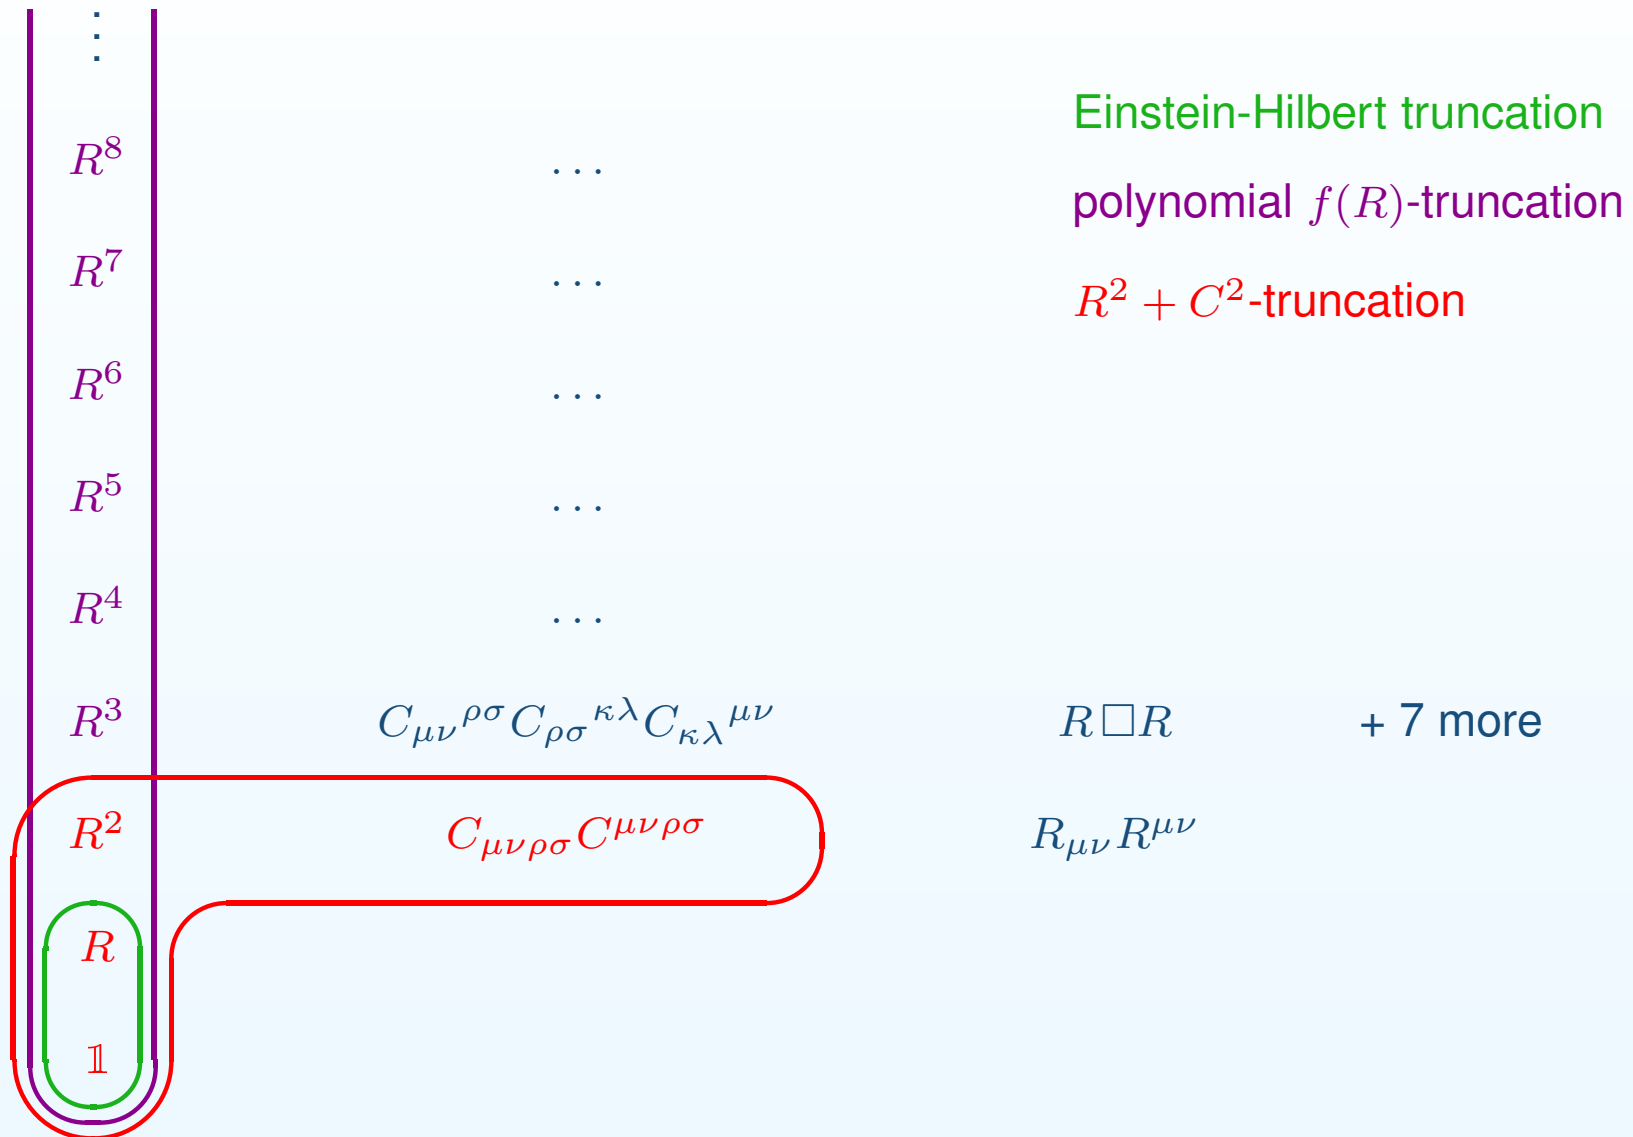 ⋮
Einstein-Hilbert truncation
R⁸ …
polynomial f(R)-truncation
R⁷ …
R² + C²-truncation
R⁶ …
R⁵ …
R⁴ …
R³ C_{μν}^{ρσ}C_{ρσ}^{κλ}C_{κλ}^{μν} R□R + 7 more
R² C_{μνρσ}C^{μνρσ} R_{μν}R^{μν}
R
𝟙